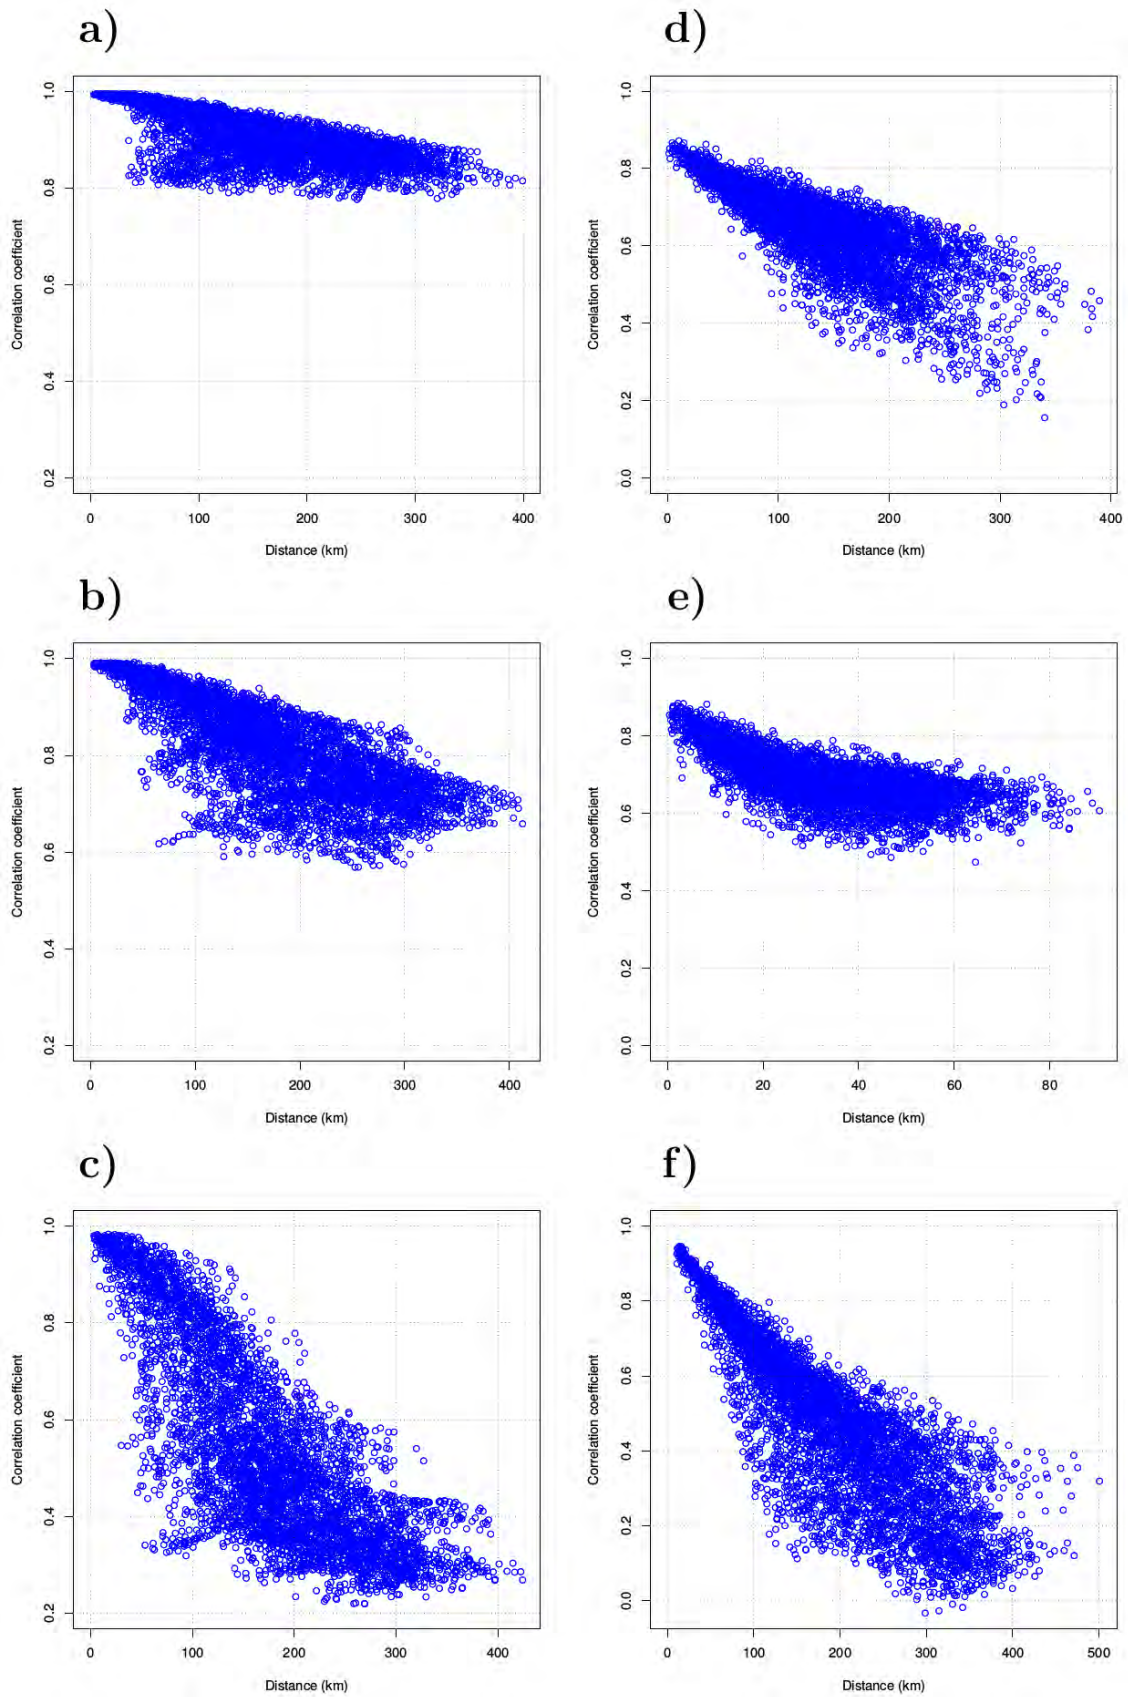 a)
1.0
0.8
0.6
0.4
0.2
Correlation coefficient
0 100 200 300 400
Distance (km)
d)
1.0
0.8
0.6
0.4
0.2
0.0
Correlation coefficient
0 100 200 300 400
Distance (km)
b)
1.0
0.8
0.6
0.4
0.2
Correlation coefficient
0 100 200 300 400
Distance (km)
e)
1.0
0.8
0.6
0.4
0.2
0.0
Correlation coefficient
0 20 40 60 80
Distance (km)
c)
1.0
0.8
0.6
0.4
0.2
Correlation coefficient
0 100 200 300 400
Distance (km)
f)
1.0
0.8
0.6
0.4
0.2
0.0
Correlation coefficient
0 100 200 300 400 500
Distance (km)